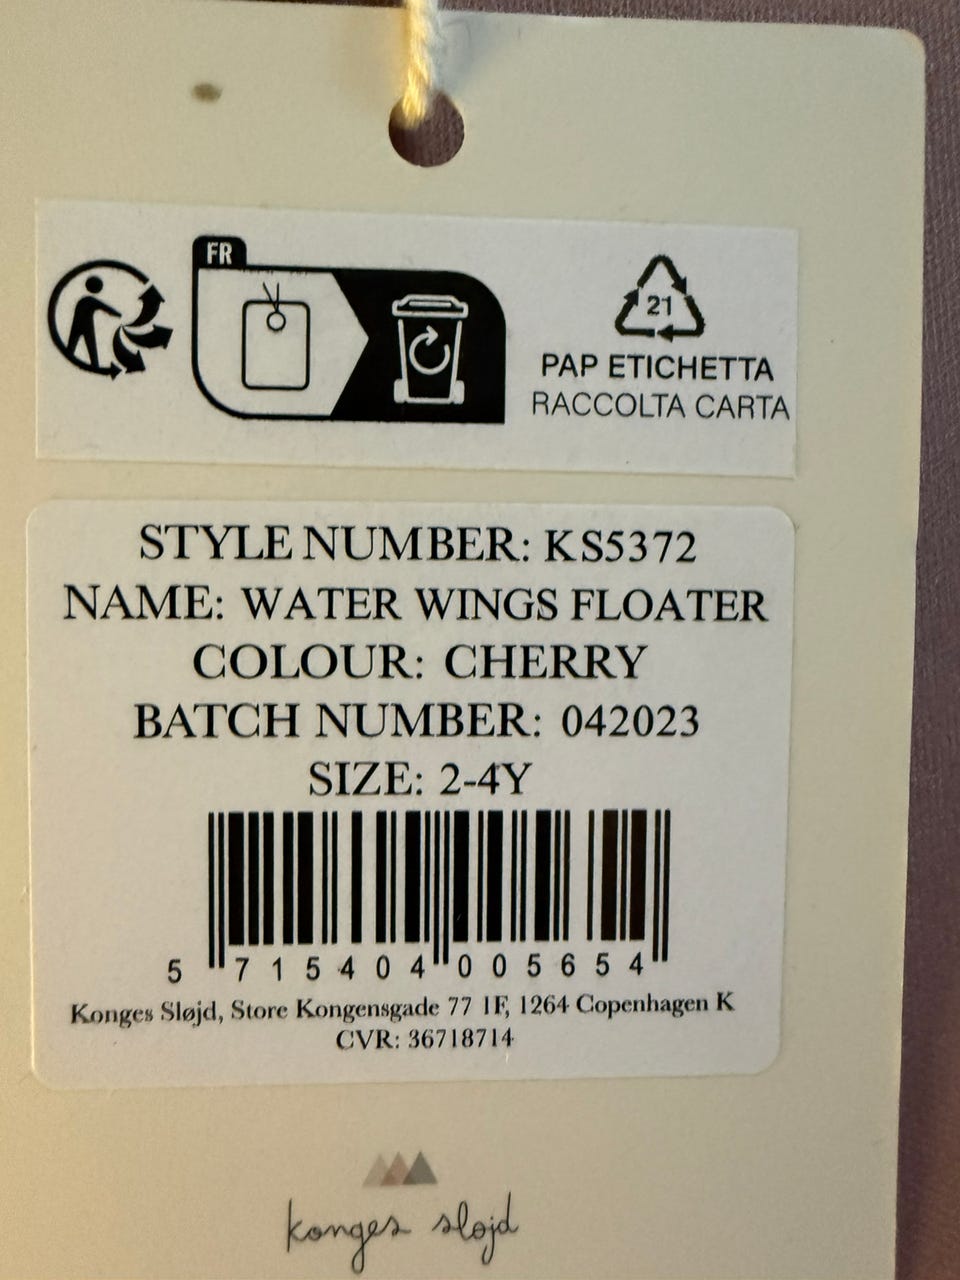 FR
21
PAP ETICHETTA
RACCOLTA CARTA
STYLE NUMBER: KS5372
NAME: WATER WINGS FLOATER
COLOUR: CHERRY
BATCH NUMBER: 042023
SIZE: 2-4Y
5 715404 005654
Konges Sløjd, Store Kongensgade 77 1F, 1264 Copenhagen K
CVR: 36718714
konges sløjd